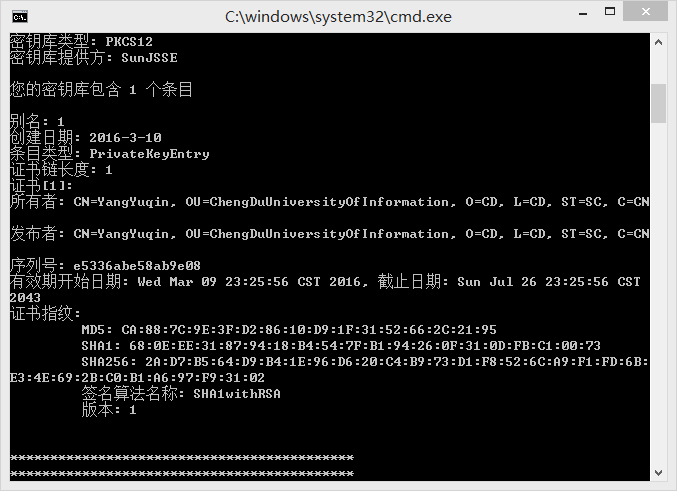 C:\windows\system32\cmd.exe
密钥库类型: PKCS12
密钥库提供方: SunJSSE
您的密钥库包含 1 个条目
别名: 1
创建日期: 2016-3-10
条目类型: PrivateKeyEntry
证书链长度: 1
证书[1]:
所有者: CN=YangYuqin, OU=ChengDuUniversityOfInformation, O=CD, L=CD, ST=SC, C=CN
发布者: CN=YangYuqin, OU=ChengDuUniversityOfInformation, O=CD, L=CD, ST=SC, C=CN
序列号: e5336abe58ab9e08
有效期开始日期: Wed Mar 09 23:25:56 CST 2016, 截止日期: Sun Jul 26 23:25:56 CST
2043
证书指纹:
MD5: CA:88:7C:9E:3F:D2:86:10:D9:1F:31:52:66:2C:21:95
SHA1: 68:0E:EE:31:87:94:18:B4:54:7F:B1:94:26:0F:31:0D:FB:C1:00:73
SHA256: 2A:D7:B5:64:D9:B4:1E:96:D6:20:C4:B9:73:D1:F8:52:6C:A9:F1:FD:6B:
E3:4E:69:2B:C0:B1:A6:97:F9:31:02
签名算法名称: SHA1withRSA
版本: 1
*******************************************
*******************************************